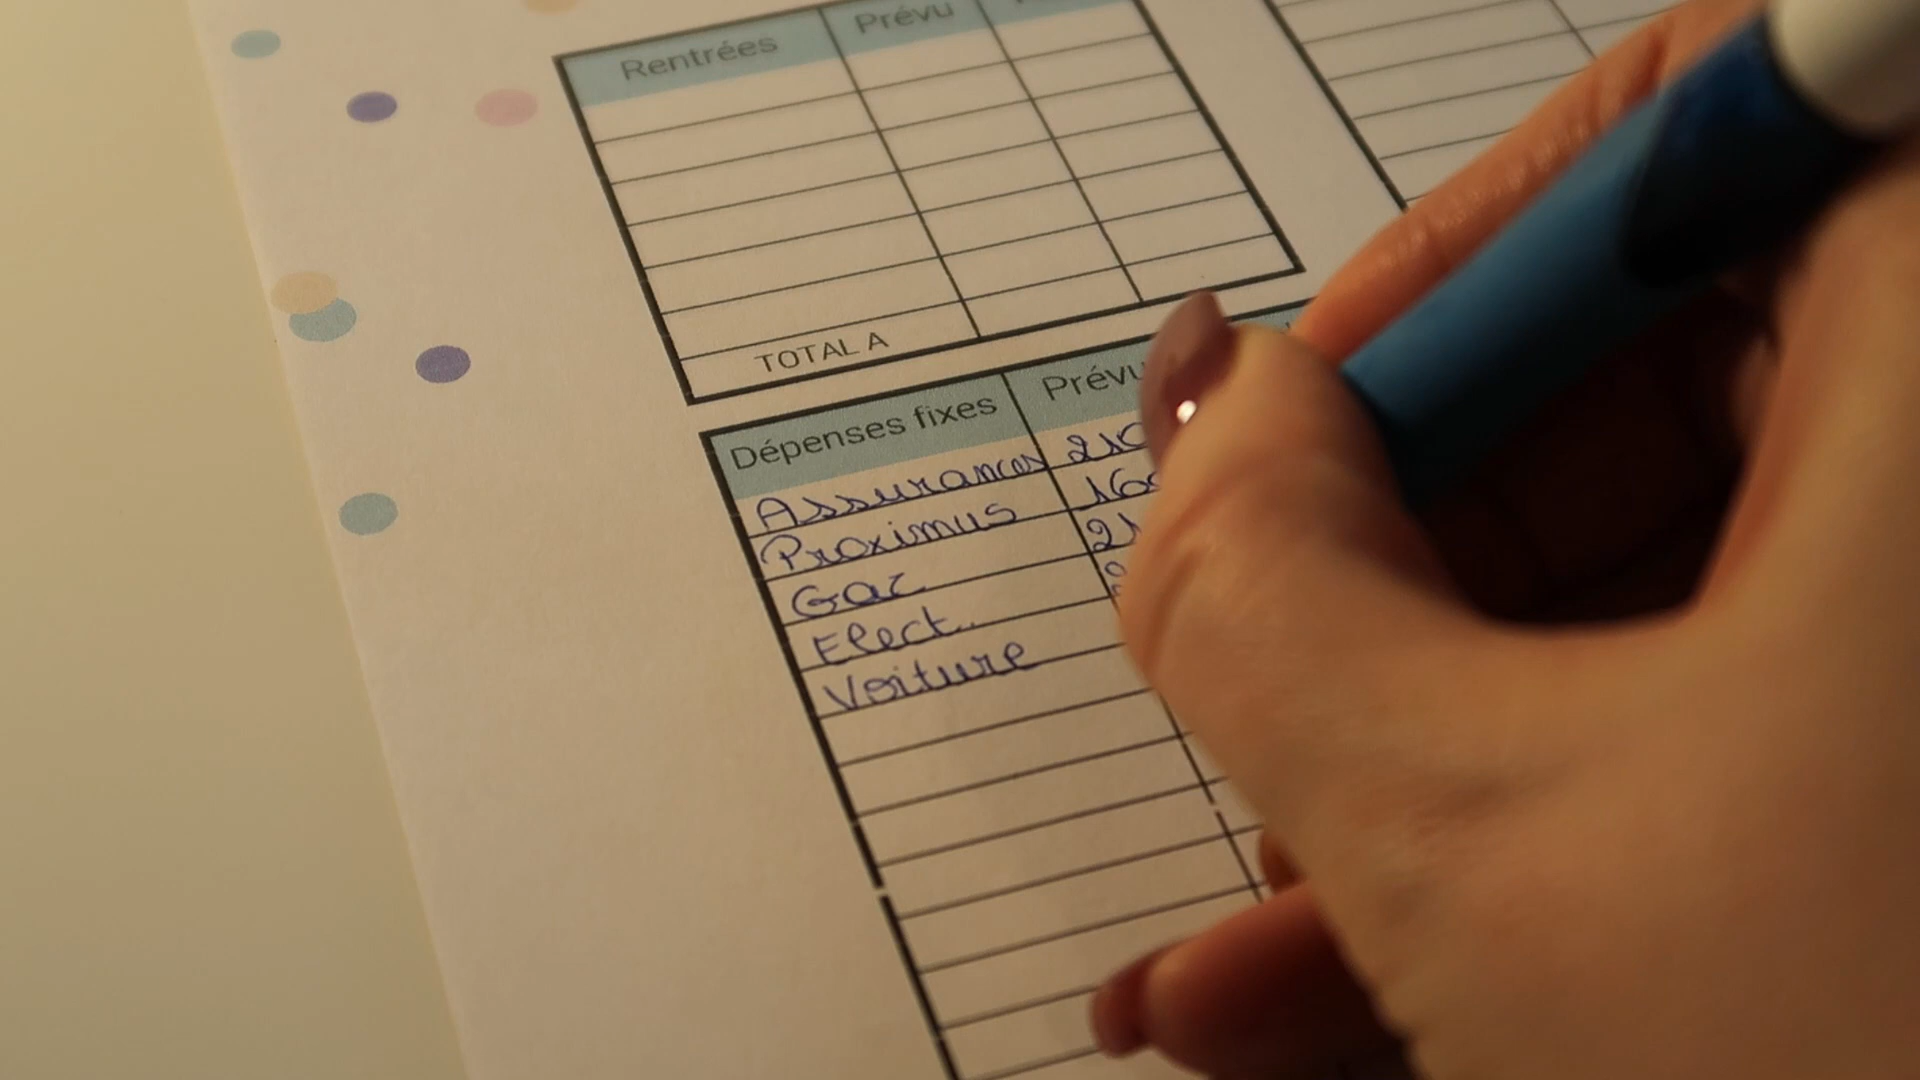 Rentrées Prévu
TOTAL A
Dépenses fixes Prévu
Assurances
Proximus
Gaz
Elect.
Voiture